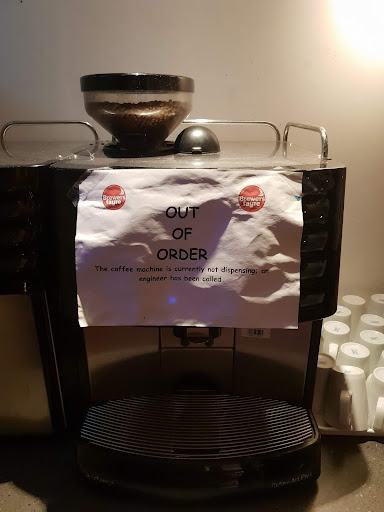 Brewers
Fayre
Brewers
Fayre
OUT
OF
ORDER
The coffee machine is currently not dispensing; an
engineer has been called